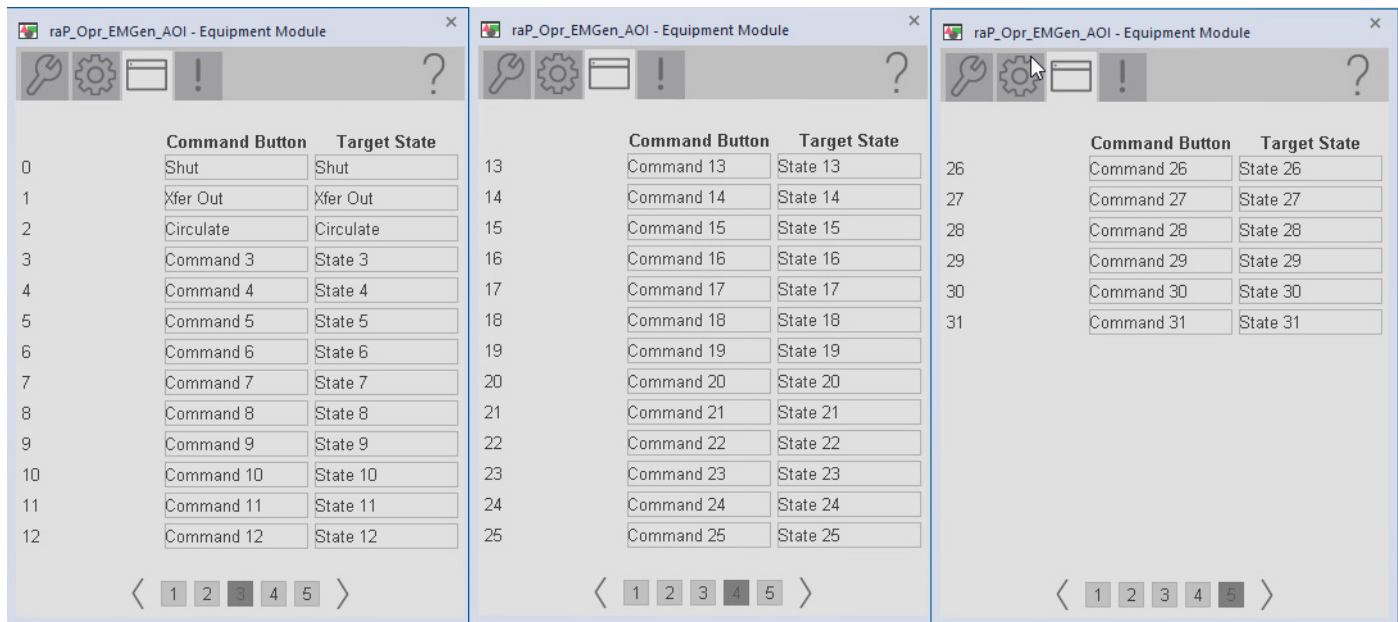 raP_Opr_EMGen_AOI - Equipment Module ×
?
Command Button Target State
0 Shut Shut
1 Xfer Out Xfer Out
2 Circulate Circulate
3 Command 3 State 3
4 Command 4 State 4
5 Command 5 State 5
6 Command 6 State 6
7 Command 7 State 7
8 Command 8 State 8
9 Command 9 State 9
10 Command 10 State 10
11 Command 11 State 11
12 Command 12 State 12
1 2 3 4 5
raP_Opr_EMGen_AOI - Equipment Module ×
?
Command Button Target State
13 Command 13 State 13
14 Command 14 State 14
15 Command 15 State 15
16 Command 16 State 16
17 Command 17 State 17
18 Command 18 State 18
19 Command 19 State 19
20 Command 20 State 20
21 Command 21 State 21
22 Command 22 State 22
23 Command 23 State 23
24 Command 24 State 24
25 Command 25 State 25
1 2 3 4 5
raP_Opr_EMGen_AOI - Equipment Module ×
?
Command Button Target State
26 Command 26 State 26
27 Command 27 State 27
28 Command 28 State 28
29 Command 29 State 29
30 Command 30 State 30
31 Command 31 State 31
1 2 3 4 5